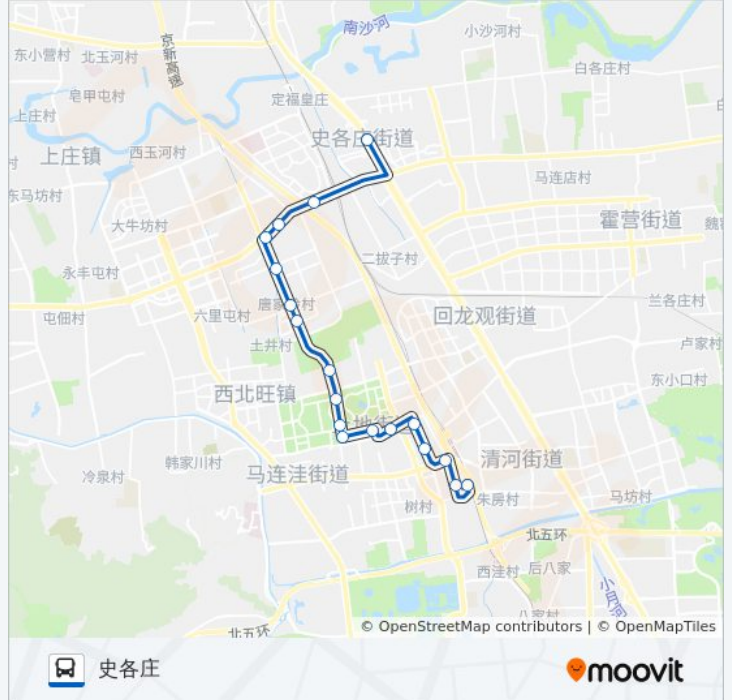 南沙河
小沙河村
东小营村
北玉河村
京新高速
白各庄村
皂甲屯村
定福皇庄
上庄村
史各庄街道
上庄镇
西玉河村
马连店村
东马坊村
大牛坊村
霍营街道
二拨子村
永丰屯村
兰各庄村
屯佃村
六里屯村
回龙观街道
土井村
卢家村
东小口村
西北旺镇
清河街道
韩家川村
冷泉村
马连洼街道
树村
朱房村
马坊村
北五环
西洼村
后八家
小月河
八家村
北五环
© OpenStreetMap contributors | © OpenMapTiles
史各庄
moovit